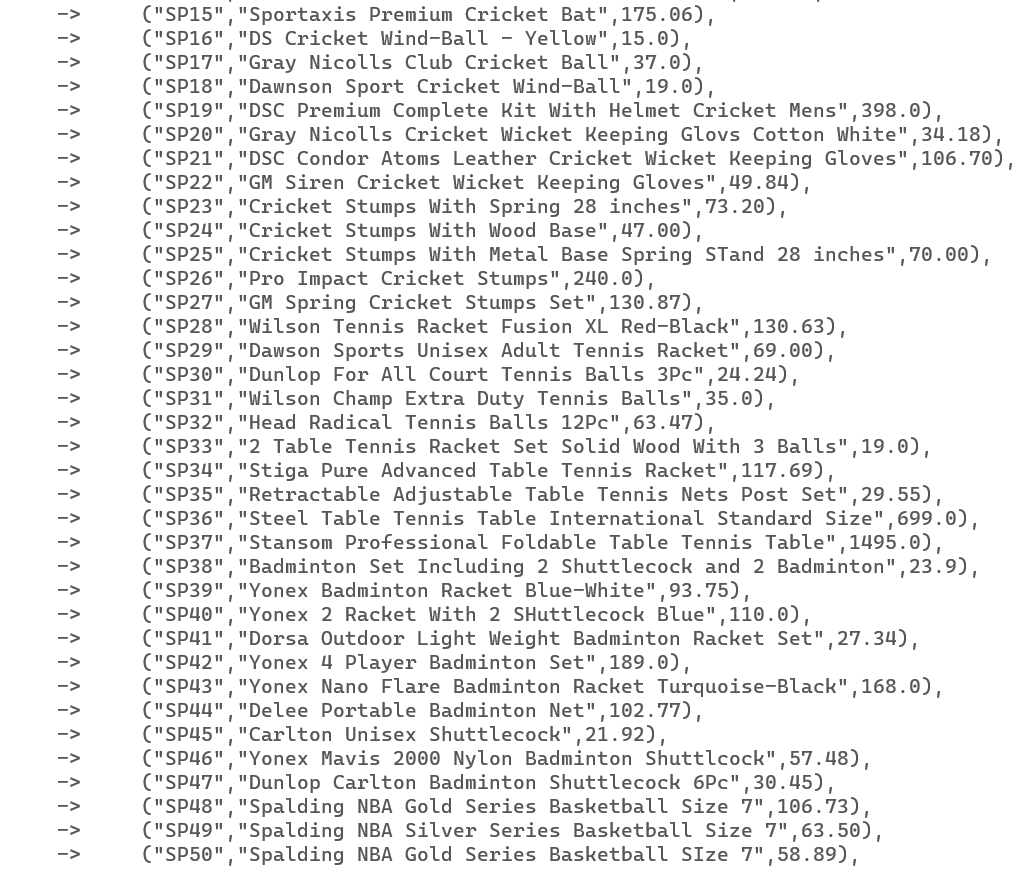 -> ("SP15","Sportaxis Premium Cricket Bat",175.06),
-> ("SP16","DS Cricket Wind-Ball - Yellow",15.0),
-> ("SP17","Gray Nicolls Club Cricket Ball",37.0),
-> ("SP18","Dawnson Sport Cricket Wind-Ball",19.0),
-> ("SP19","DSC Premium Complete Kit With Helmet Cricket Mens",398.0),
-> ("SP20","Gray Nicolls Cricket Wicket Keeping Glovs Cotton White",34.18),
-> ("SP21","DSC Condor Atoms Leather Cricket Wicket Keeping Gloves",106.70),
-> ("SP22","GM Siren Cricket Wicket Keeping Gloves",49.84),
-> ("SP23","Cricket Stumps With Spring 28 inches",73.20),
-> ("SP24","Cricket Stumps With Wood Base",47.00),
-> ("SP25","Cricket Stumps With Metal Base Spring STand 28 inches",70.00),
-> ("SP26","Pro Impact Cricket Stumps",240.0),
-> ("SP27","GM Spring Cricket Stumps Set",130.87),
-> ("SP28","Wilson Tennis Racket Fusion XL Red-Black",130.63),
-> ("SP29","Dawson Sports Unisex Adult Tennis Racket",69.00),
-> ("SP30","Dunlop For All Court Tennis Balls 3Pc",24.24),
-> ("SP31","Wilson Champ Extra Duty Tennis Balls",35.0),
-> ("SP32","Head Radical Tennis Balls 12Pc",63.47),
-> ("SP33","2 Table Tennis Racket Set Solid Wood With 3 Balls",19.0),
-> ("SP34","Stiga Pure Advanced Table Tennis Racket",117.69),
-> ("SP35","Retractable Adjustable Table Tennis Nets Post Set",29.55),
-> ("SP36","Steel Table Tennis Table International Standard Size",699.0),
-> ("SP37","Stansom Professional Foldable Table Tennis Table",1495.0),
-> ("SP38","Badminton Set Including 2 Shuttlecock and 2 Badminton",23.9),
-> ("SP39","Yonex Badminton Racket Blue-White",93.75),
-> ("SP40","Yonex 2 Racket With 2 SHuttlecock Blue",110.0),
-> ("SP41","Dorsa Outdoor Light Weight Badminton Racket Set",27.34),
-> ("SP42","Yonex 4 Player Badminton Set",189.0),
-> ("SP43","Yonex Nano Flare Badminton Racket Turquoise-Black",168.0),
-> ("SP44","Delee Portable Badminton Net",102.77),
-> ("SP45","Carlton Unisex Shuttlecock",21.92),
-> ("SP46","Yonex Mavis 2000 Nylon Badminton Shuttlcock",57.48),
-> ("SP47","Dunlop Carlton Badminton Shuttlecock 6Pc",30.45),
-> ("SP48","Spalding NBA Gold Series Basketball Size 7",106.73),
-> ("SP49","Spalding NBA Silver Series Basketball Size 7",63.50),
-> ("SP50","Spalding NBA Gold Series Basketball SIze 7",58.89),